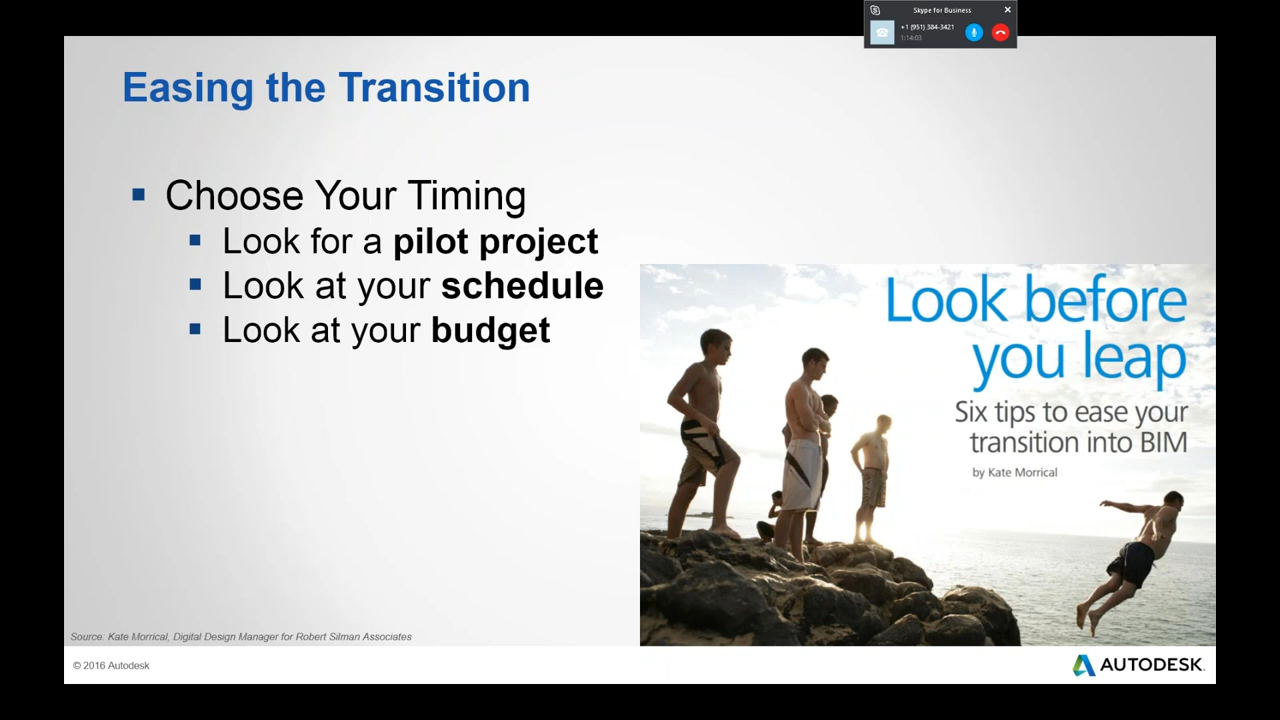 Skype for Business
+1 (951) 384-3421
1:14:03
Easing the Transition
Choose Your Timing
Look for a pilot project
Look at your schedule
Look at your budget
Look before
you leap
Six tips to ease your
transition into BIM
by Kate Morrical
Source: Kate Morrical, Digital Design Manager for Robert Silman Associates
© 2016 Autodesk
AUTODESK.